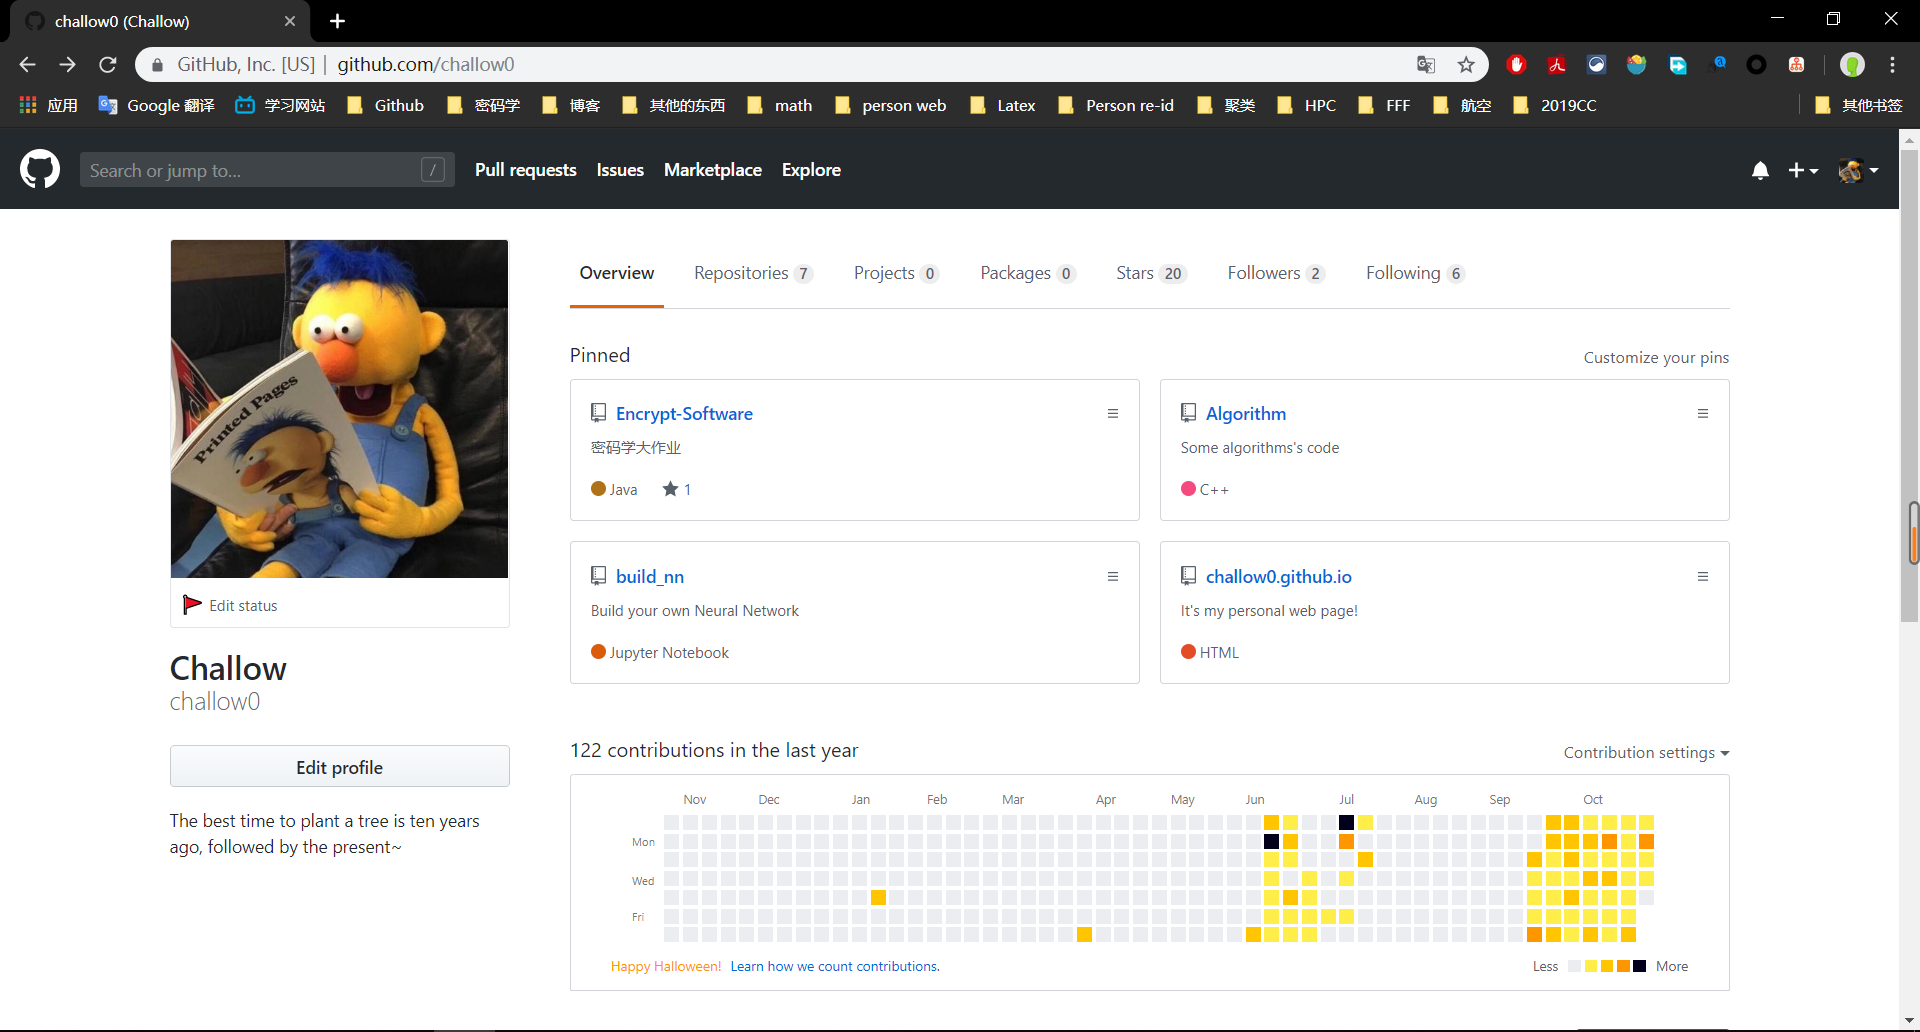 challow0 (Challow)
GitHub, Inc. [US] | github.com/challow0
应用 Google 翻译 学习网站 Github 密码学 博客 其他的东西 math person web Latex Person re-id 聚类 HPC FFF 航空 2019CC 其他书签
Search or jump to... / Pull requests Issues Marketplace Explore
Overview Repositories 7 Projects 0 Packages 0 Stars 20 Followers 2 Following 6
Printed Pages
Edit status
Challow
challow0
Edit profile
The best time to plant a tree is ten years
ago, followed by the present~
Pinned Customize your pins
Encrypt-Software
密码学大作业
Java 1
Algorithm
Some algorithms's code
C++
build_nn
Build your own Neural Network
Jupyter Notebook
challow0.github.io
It's my personal web page!
HTML
122 contributions in the last year Contribution settings
Nov Dec Jan Feb Mar Apr May Jun Jul Aug Sep Oct
Mon
Wed
Fri
Happy Halloween! Learn how we count contributions. Less More